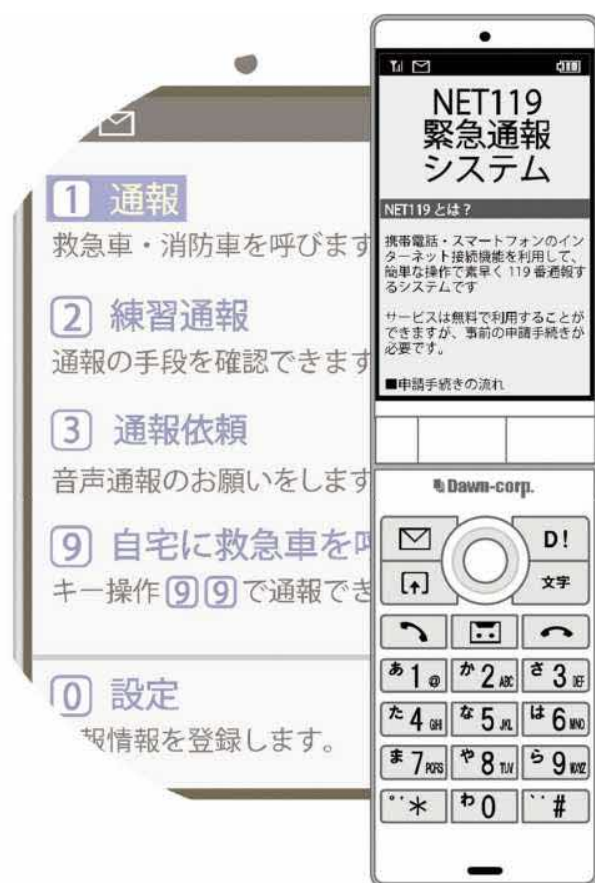 1 通報
救急車・消防車を呼びます
2 練習通報
通報の手段を確認できます
3 通報依頼
音声通報のお願いをします
9 自宅に救急車を
キー操作99で通報でき
0 設定
報情報を登録します。
NET119
緊急通報
システム
NET119とは？
携帯電話・スマートフォンのイン
ターネット接続機能を利用して、
簡単な操作で素早く119番通報す
るシステムです
サービスは無料で利用することが
できますが、事前の申請手続きが
必要です。
■申請手続きの流れ
Dawn-corp.
D!
文字
あ1@ か2ABC さ3DEF
た4GHI な5JKL は6MNO
ま7PQRS や8TUV ら9WXYZ
゛゜* わ0 、。#